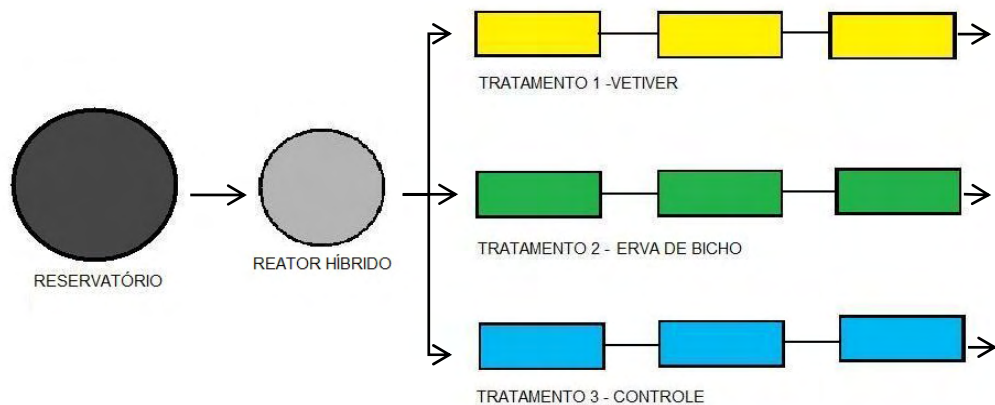 RESERVATÓRIO
REATOR HÍBRIDO
TRATAMENTO 1 -VETIVER
TRATAMENTO 2 - ERVA DE BICHO
TRATAMENTO 3 - CONTROLE